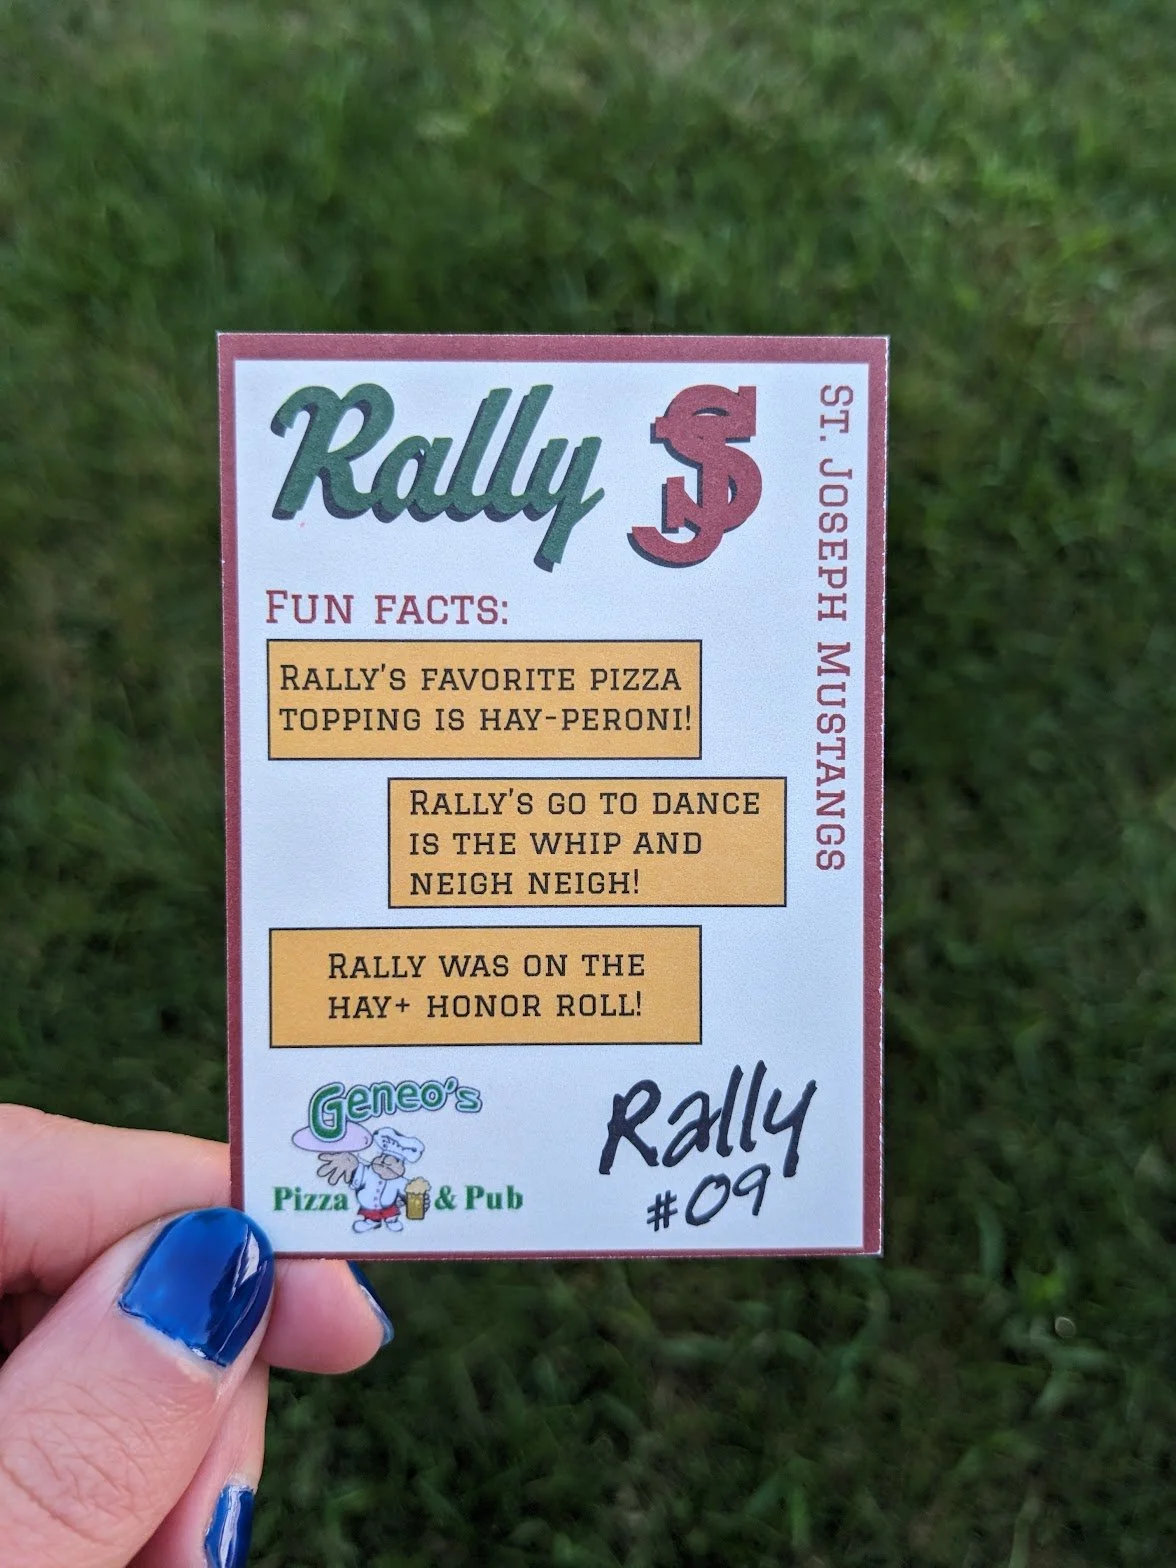 Rally SJ
ST. JOSEPH MUSTANGS
FUN FACTS:
RALLY'S FAVORITE PIZZA
TOPPING IS HAY-PERONI!
RALLY'S GO TO DANCE
IS THE WHIP AND
NEIGH NEIGH!
RALLY WAS ON THE
HAY+ HONOR ROLL!
Geneo's
Pizza & Pub
Rally
#09